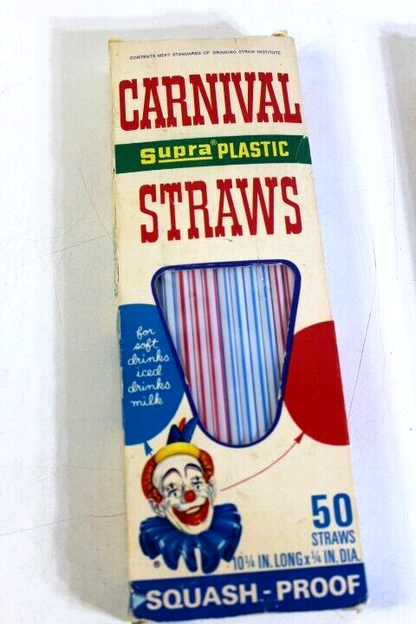 CONTENTS MEET STANDARDS OF DRINKING STRAW INSTITUTE
CARNIVAL
Supra® PLASTIC
STRAWS
for
soft
drinks
iced
drinks
milk
50
STRAWS
10¼ IN. LONG x ¼ IN. DIA.
®
SQUASH-PROOF